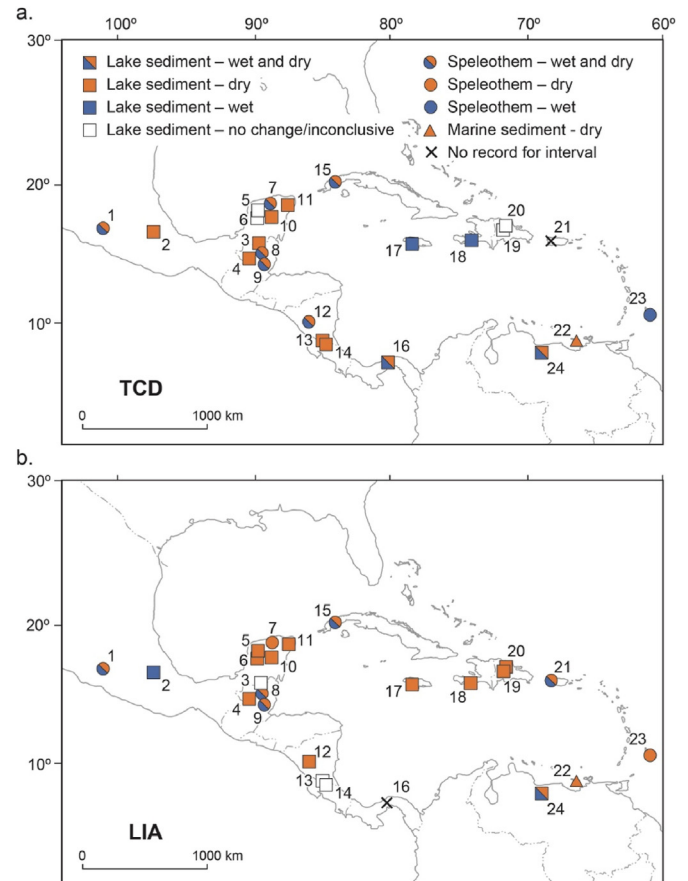 a.
100º 90º 80º 70º 60º
30º
Lake sediment – wet and dry
Lake sediment – dry
Lake sediment – wet
Lake sediment – no change/inconclusive
Speleothem – wet and dry
Speleothem – dry
Speleothem – wet
Marine sediment - dry
No record for interval
20º
15
7
5
11
6
10
1
2
20
21
17
18
19
3
8
4
9
23
12
10º
13
14
16
22
24
TCD
0 1000 km
b.
30º
20º
15
7
5
11
6
10
1
2
20
21
17
18
19
3
8
4
9
23
12
10º
13
14
16
22
24
LIA
0 1000 km